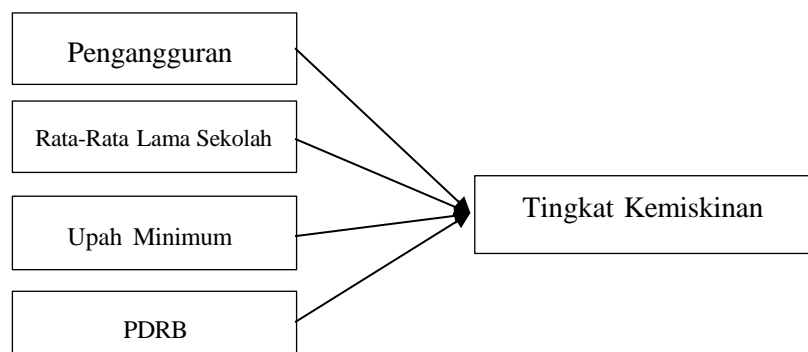 Pengangguran
Rata-Rata Lama Sekolah
Tingkat Kemiskinan
Upah Minimum
PDRB